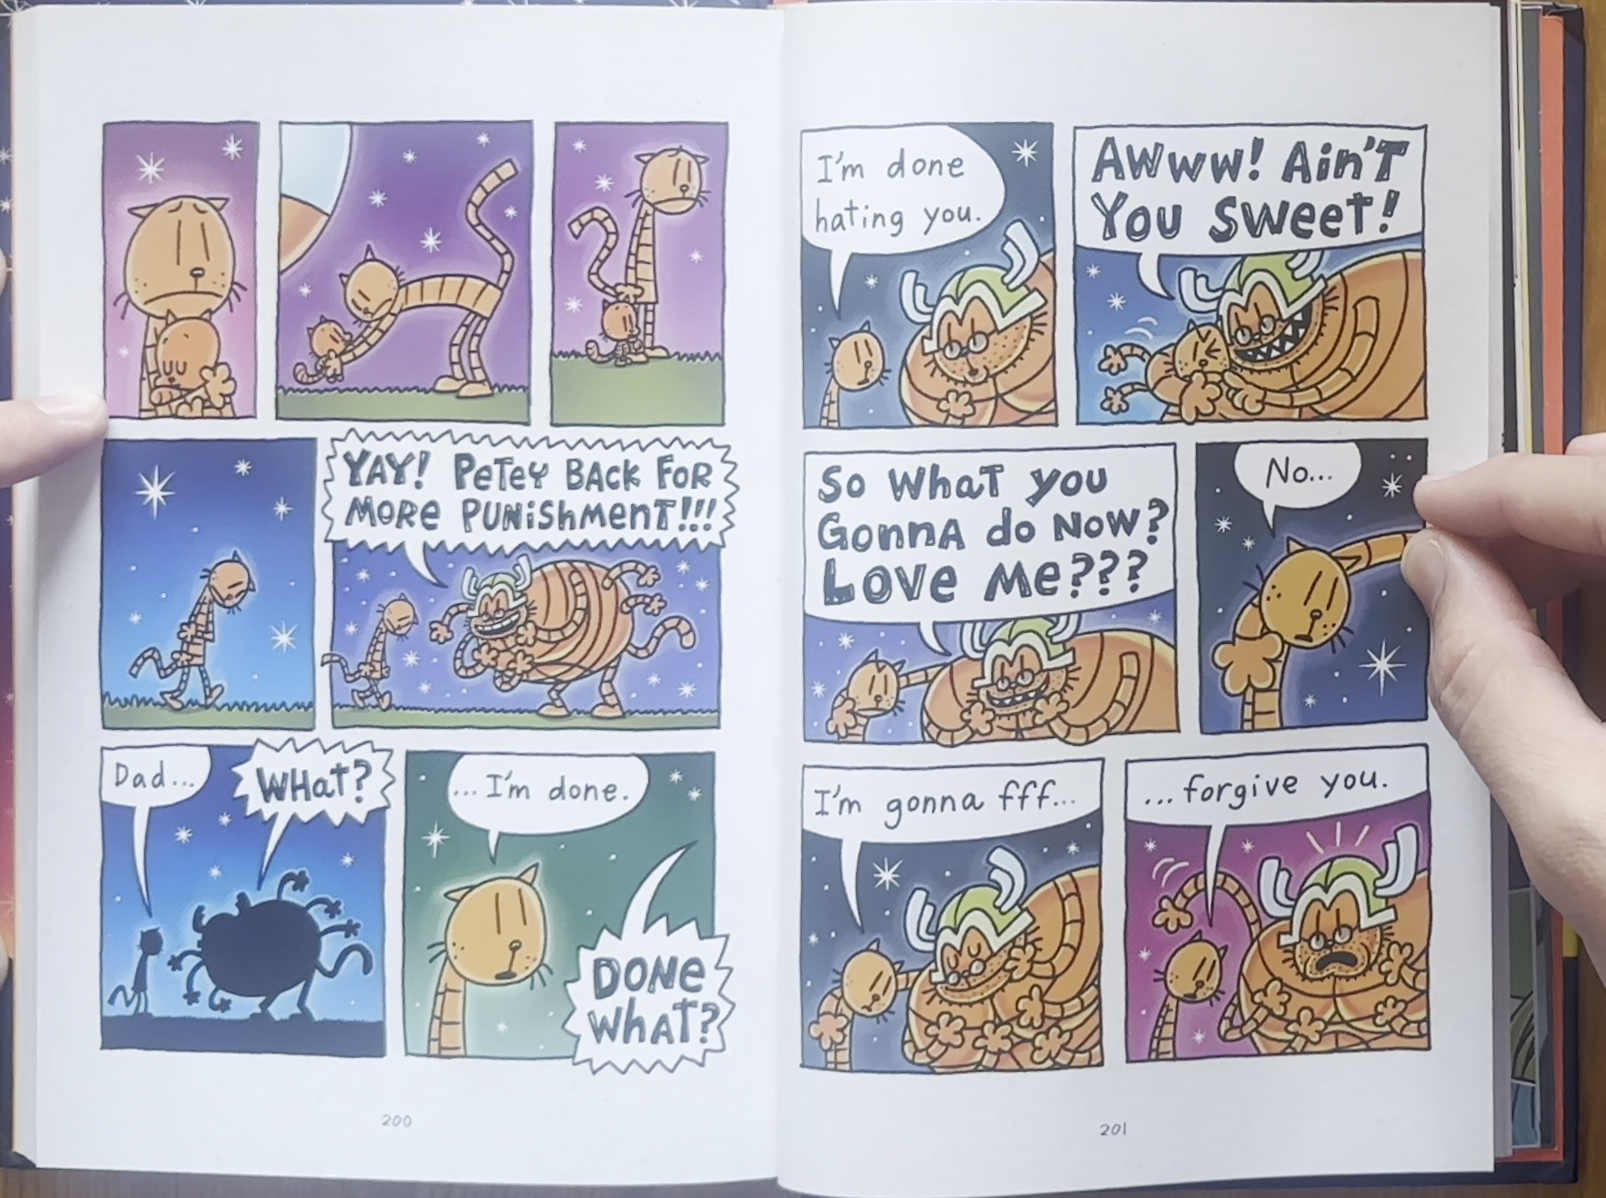 YAY! PeTeY BACK FOR
MORe PUNishMenT!!!
Dad...
WHaT?
...I'm done.
DONe
WhAT?
200
I'm done
hating you.
AWWW! Ain'T
You SWeeT!
So WhaT you
GonnA do Now?
Love Me???
No...
I'm gonna fff...
...forgive you.
201